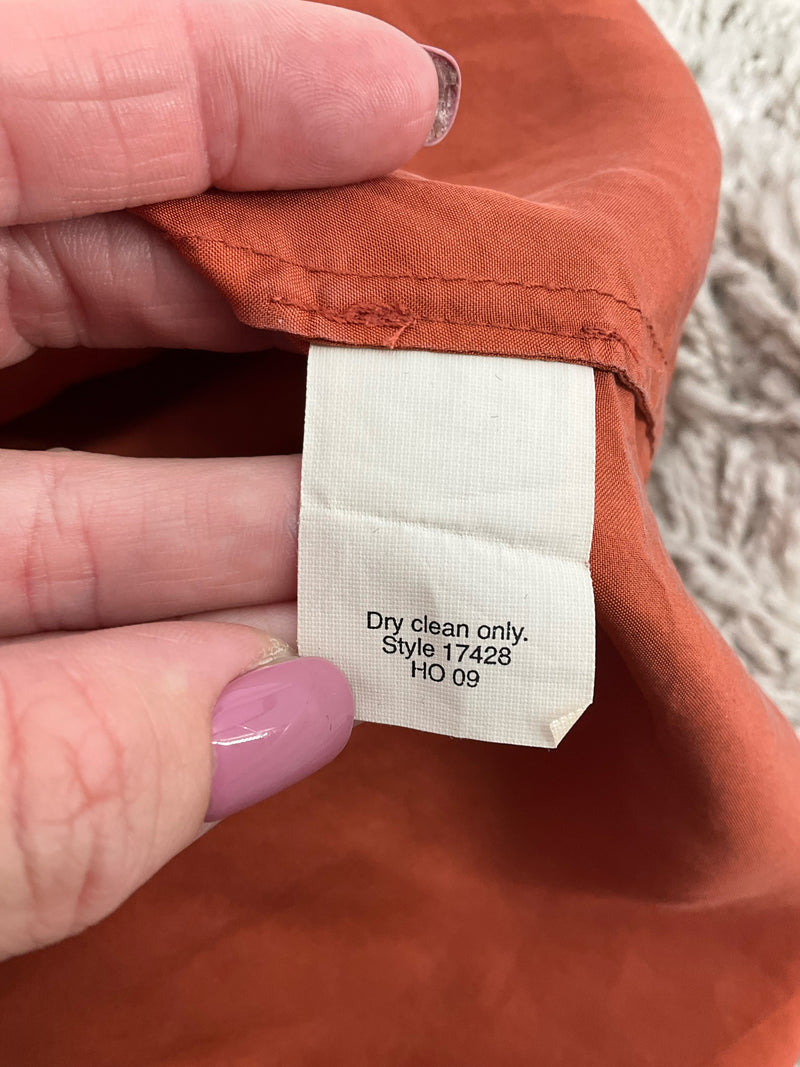 Dry clean only.
Style 17428
HO 09